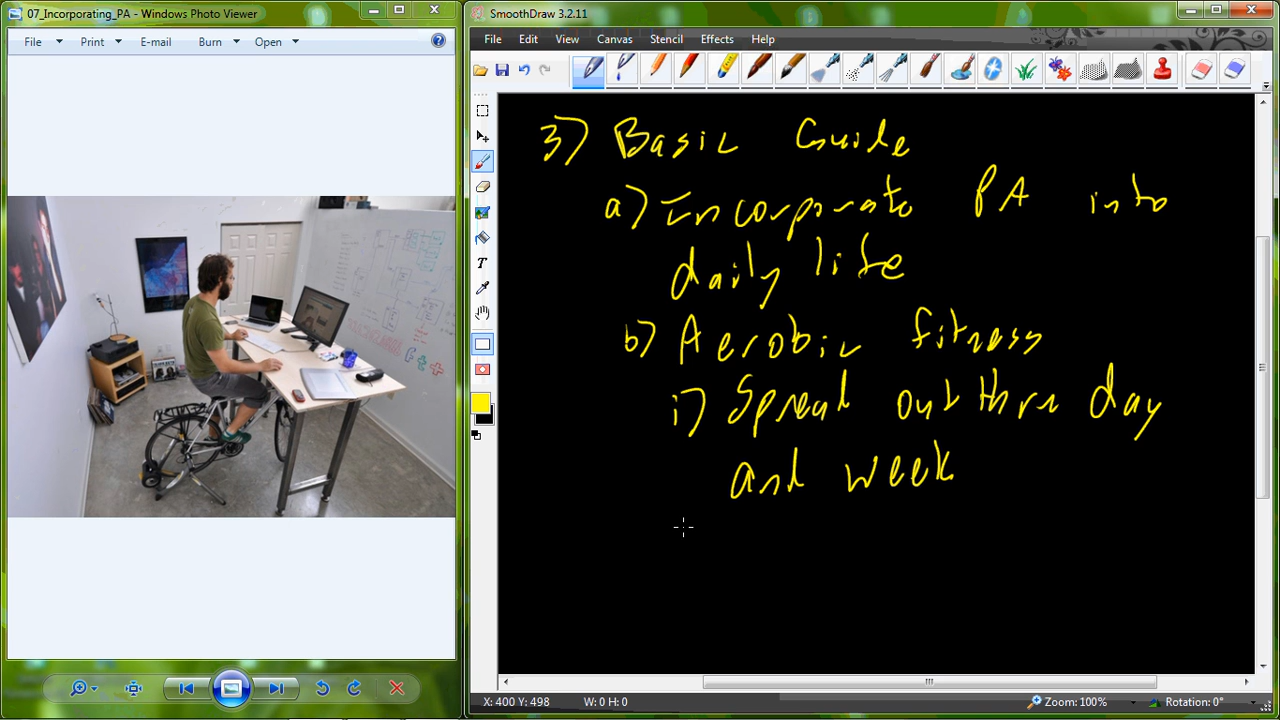 07_Incorporating_PA - Windows Photo Viewer
File Print E-mail Burn Open
SmoothDraw 3.2.11
File Edit View Canvas Stencil Effects Help
3) Basic Guide
a) Incorporate PA into
daily life
b) Aerobic fitness
i) Spread out thru day
and week
X: 400 Y: 498 W: 0 H: 0 Zoom: 100% Rotation: 0°